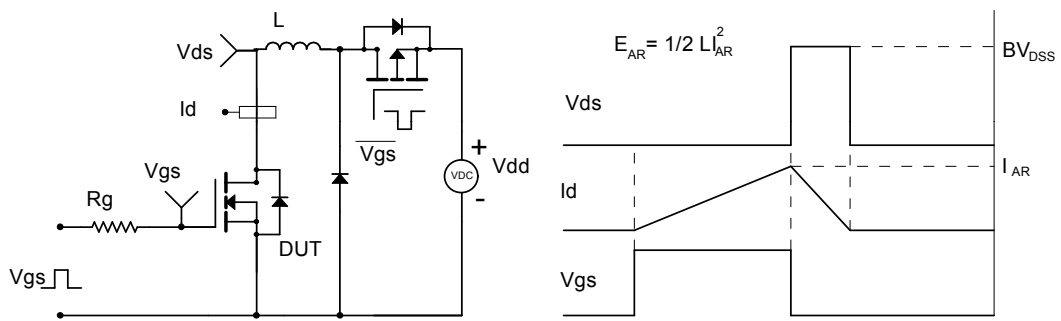 L
Vds
Id
Vgs
Rg
DUT
Vgs
Vgs
+
VDC
Vdd
-
E_AR = 1/2 LI_AR^2
BV_DSS
Vds
I_AR
Id
Vgs